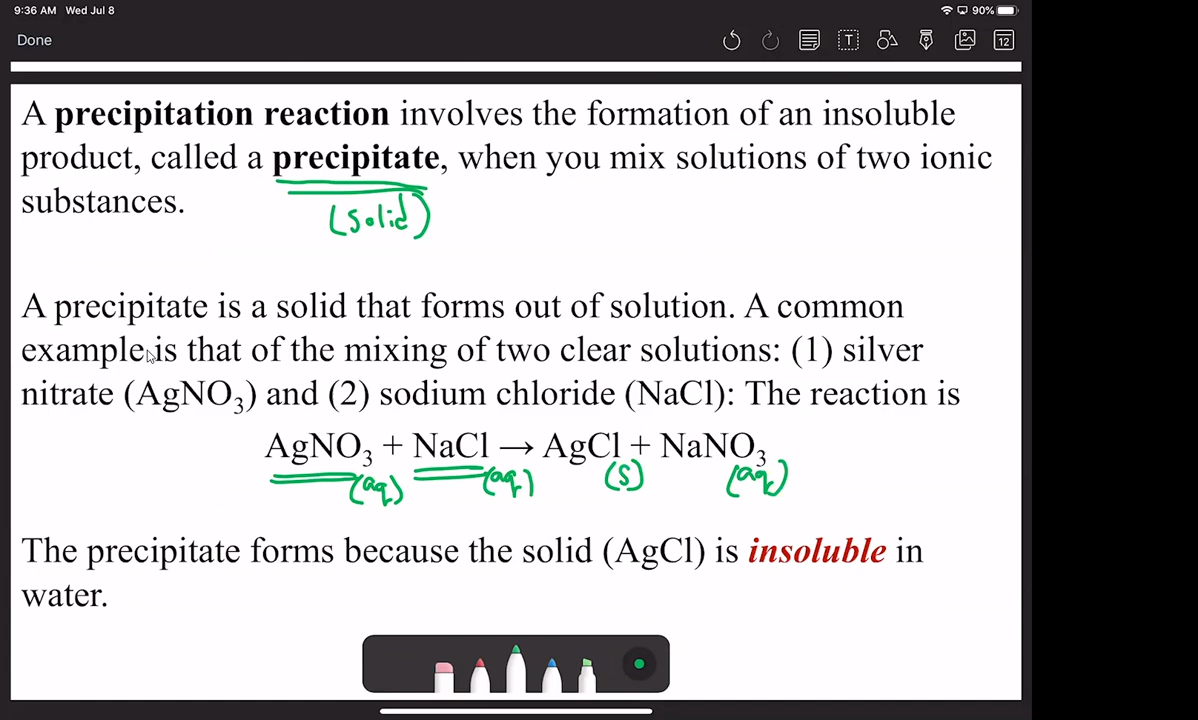 9:36 AM Wed Jul 8 90%
Done
T 12
A precipitation reaction involves the formation of an insoluble
product, called a precipitate, when you mix solutions of two ionic
substances.
(solid)
A precipitate is a solid that forms out of solution. A common
example is that of the mixing of two clear solutions: (1) silver
nitrate (AgNO₃) and (2) sodium chloride (NaCl): The reaction is
AgNO₃ + NaCl → AgCl + NaNO₃
(aq) (aq) (s) (aq)
The precipitate forms because the solid (AgCl) is insoluble in
water.